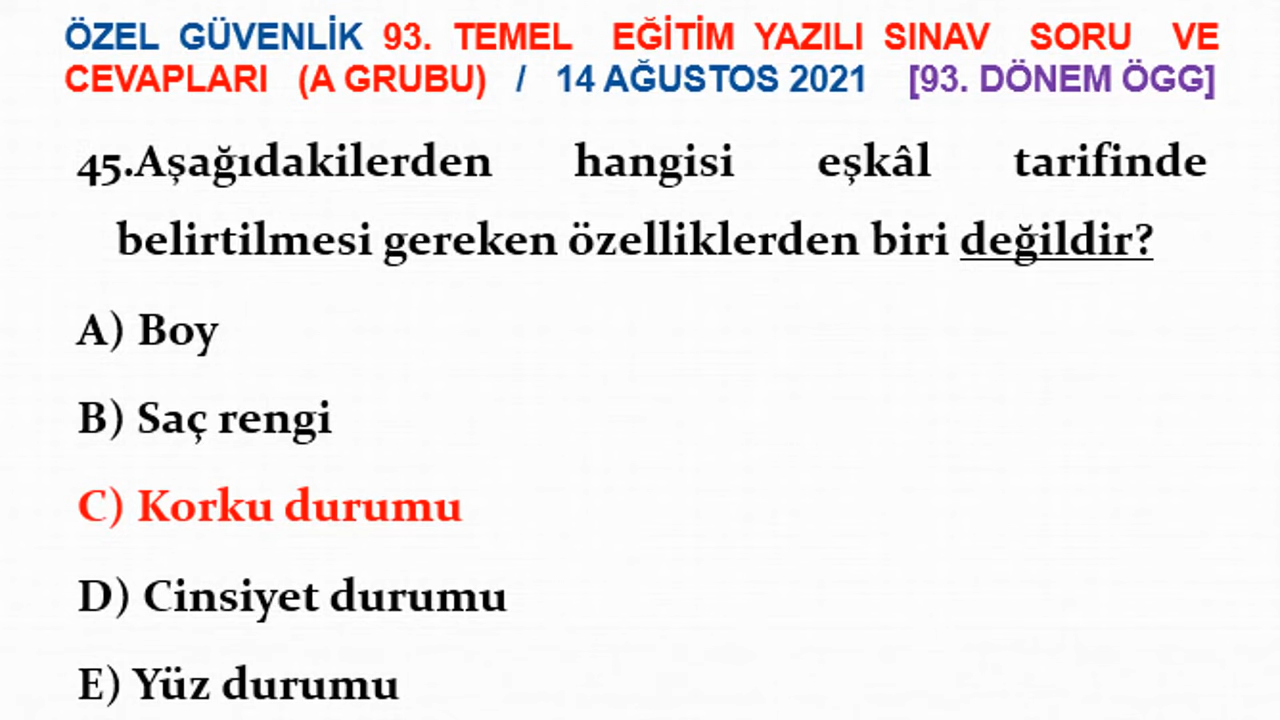 ÖZEL GÜVENLİK 93. TEMEL EĞİTİM YAZILI SINAV SORU VE
CEVAPLARI (A GRUBU) / 14 AĞUSTOS 2021 [93. DÖNEM ÖGG]
45.Aşağıdakilerden hangisi eşkâl tarifinde
belirtilmesi gereken özelliklerden biri değildir?
A) Boy
B) Saç rengi
C) Korku durumu
D) Cinsiyet durumu
E) Yüz durumu